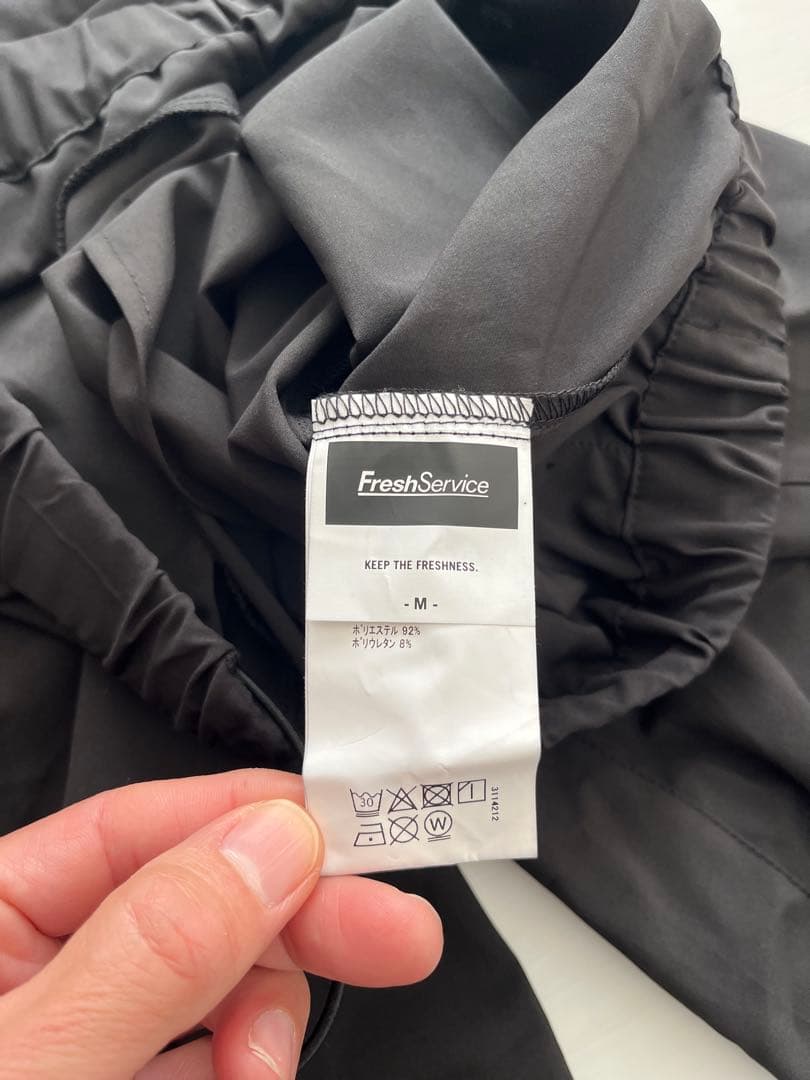 FreshService
KEEP THE FRESHNESS.
- M -
ポリエステル 92%
ポリウレタン 8%
30
W
3114212